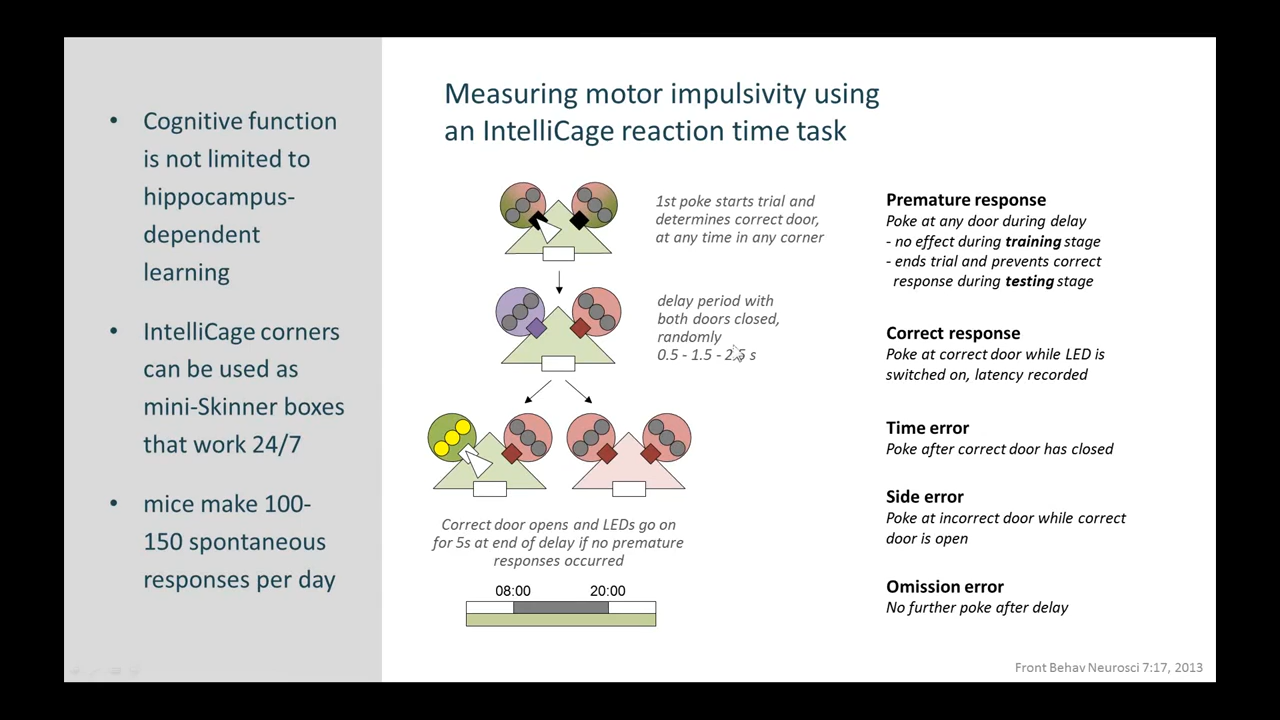 • Cognitive function
is not limited to
hippocampus-
dependent
learning
• IntelliCage corners
can be used as
mini-Skinner boxes
that work 24/7
• mice make 100-
150 spontaneous
responses per day
Measuring motor impulsivity using
an IntelliCage reaction time task
1st poke starts trial and
determines correct door,
at any time in any corner
delay period with
both doors closed,
randomly
0.5 - 1.5 - 2.5 s
Correct door opens and LEDs go on
for 5s at end of delay if no premature
responses occurred
08:00 20:00
Premature response
Poke at any door during delay
- no effect during training stage
- ends trial and prevents correct
response during testing stage
Correct response
Poke at correct door while LED is
switched on, latency recorded
Time error
Poke after correct door has closed
Side error
Poke at incorrect door while correct
door is open
Omission error
No further poke after delay
Front Behav Neurosci 7:17, 2013